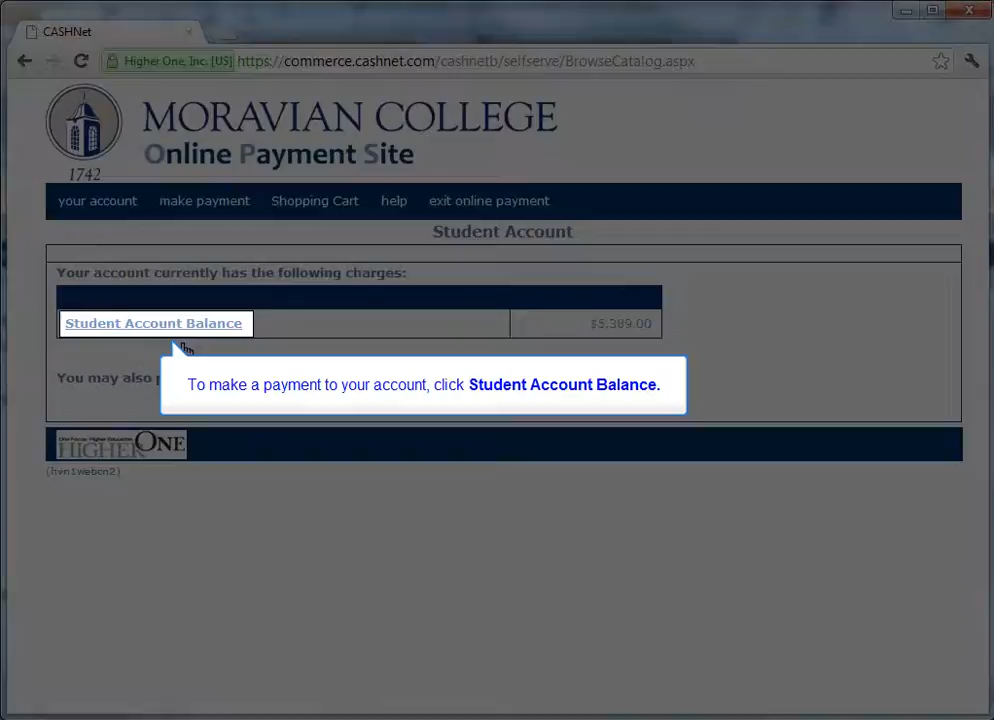 CASHNet
Higher One, Inc. [US] https://commerce.cashnet.com/cashnetb/selfserve/BrowseCatalog.aspx
MORAVIAN COLLEGE
Online Payment Site
1742
your account make payment Shopping Cart help exit online payment
Student Account
Your account currently has the following charges:
Student Account Balance $5,389.00
You may also
To make a payment to your account, click Student Account Balance.
HIGHER ONE
(hvn1webcn2)